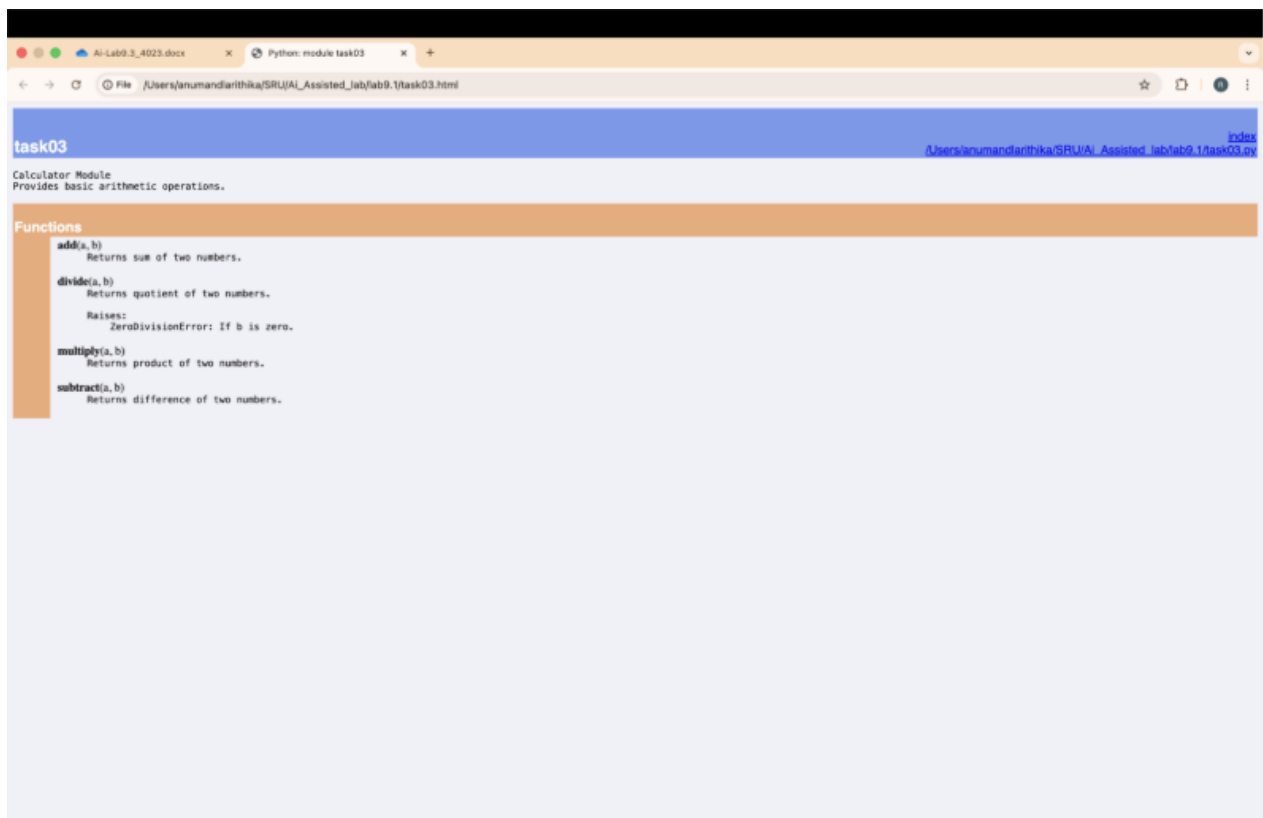 Ai-Lab9.3_4023.docx
Python: module task03
File /Users/anumandlarithika/SRU/Ai_Assisted_lab/lab9.1/task03.html
task03
index
/Users/anumandlarithika/SRU/Ai_Assisted_lab/lab9.1/task03.py
Calculator Module
Provides basic arithmetic operations.
Functions
add(a, b)
Returns sum of two numbers.
divide(a, b)
Returns quotient of two numbers.
Raises:
ZeroDivisionError: If b is zero.
multiply(a, b)
Returns product of two numbers.
subtract(a, b)
Returns difference of two numbers.